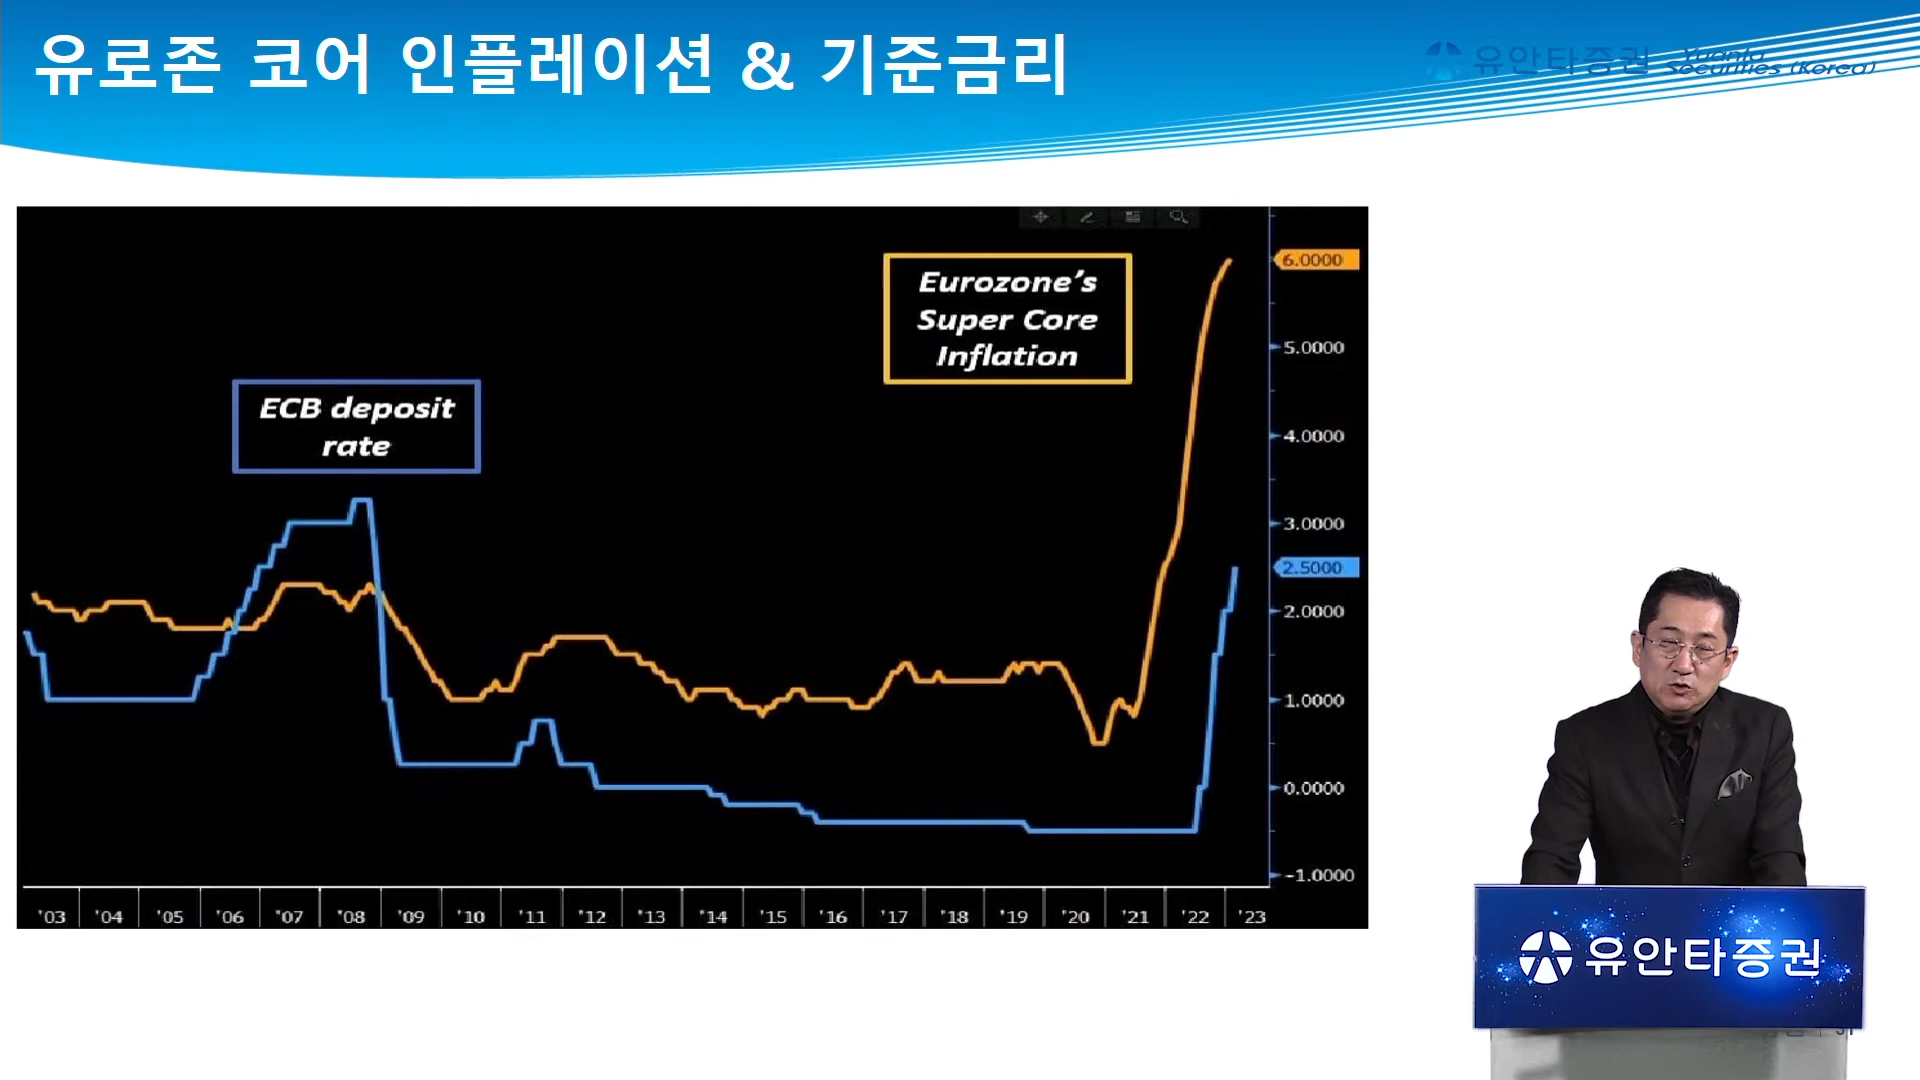 유로존 코어 인플레이션 & 기준금리
유안타증권 Yuanta Securities (Korea)
Eurozone's
Super Core
Inflation
ECB deposit
rate
6.0000
5.0000
4.0000
3.0000
2.5000
2.0000
1.0000
0.0000
-1.0000
'03 '04 '05 '06 '07 '08 '09 '10 '11 '12 '13 '14 '15 '16 '17 '18 '19 '20 '21 '22 '23
유안타증권